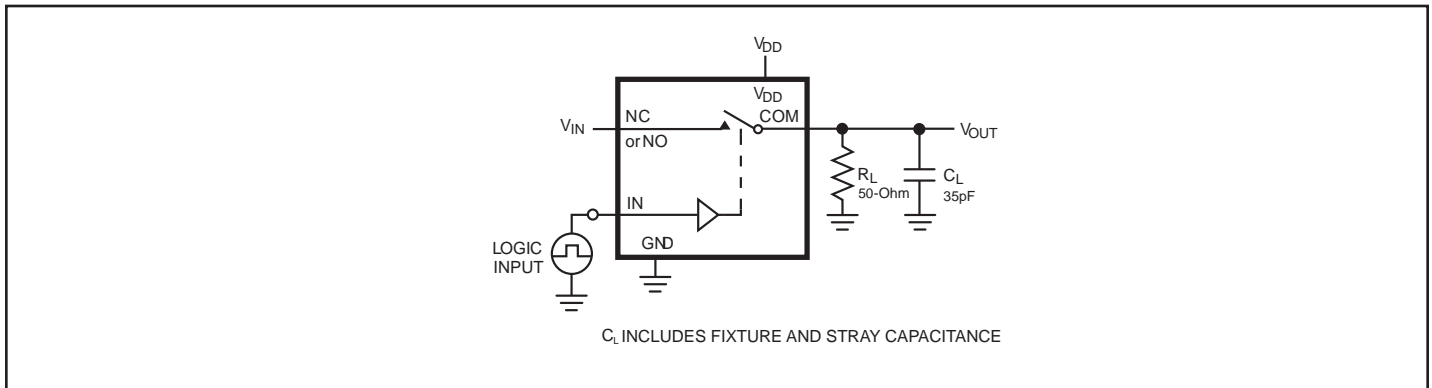 VDD
VDD
NC
COM
VIN
or NO
VOUT
RL
50-Ohm
CL
35pF
IN
LOGIC
INPUT
GND
CL INCLUDES FIXTURE AND STRAY CAPACITANCE